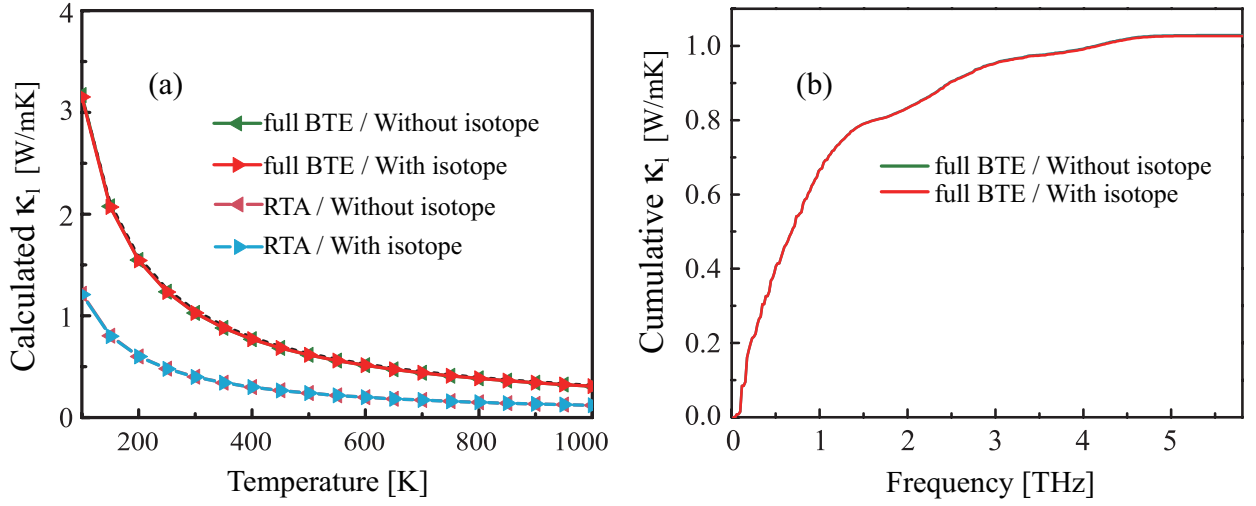 4
3
2
1
0
Calculated κ₁ [W/mK]
(a)
full BTE / Without isotope
full BTE / With isotope
RTA / Without isotope
RTA / With isotope
200
400
600
800
1000
Temperature [K]
1.0
0.8
0.6
0.4
0.2
0.0
Cumulative κ₁ [W/mK]
(b)
full BTE / Without isotope
full BTE / With isotope
0
1
2
3
4
5
Frequency [THz]